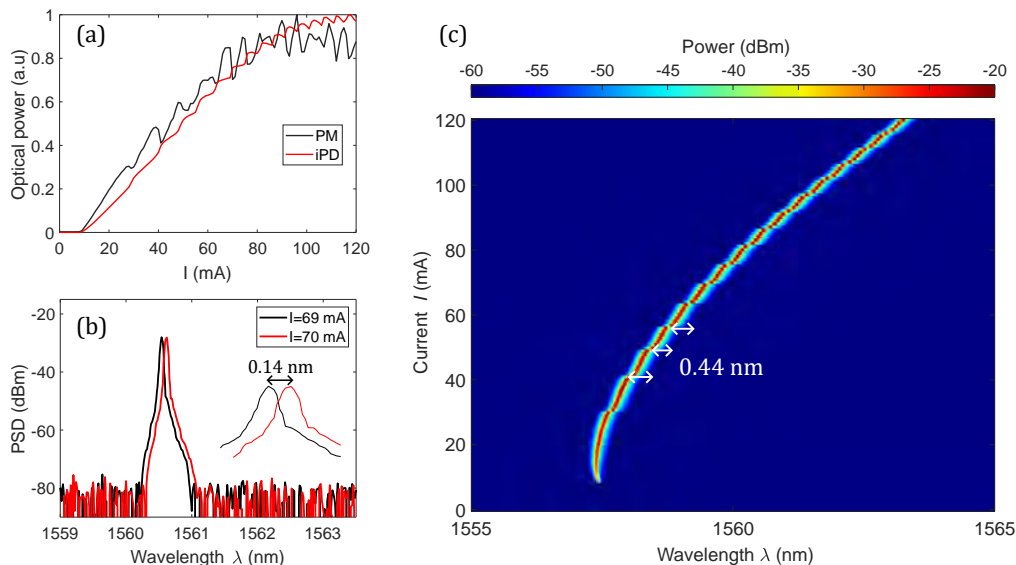 (a)
Optical power (a.u)
1
0.8
0.6
0.4
0.2
0
PM
iPD
0 20 40 60 80 100 120
I (mA)
(b)
PSD (dBm)
-20
-40
-60
-80
I=69 mA
I=70 mA
0.14 nm
1559 1560 1561 1562 1563
Wavelength λ (nm)
(c)
Power (dBm)
-60 -55 -50 -45 -40 -35 -30 -25 -20
Current I (mA)
120
100
80
60
40
20
0
0.44 nm
1555 1560 1565
Wavelength λ (nm)